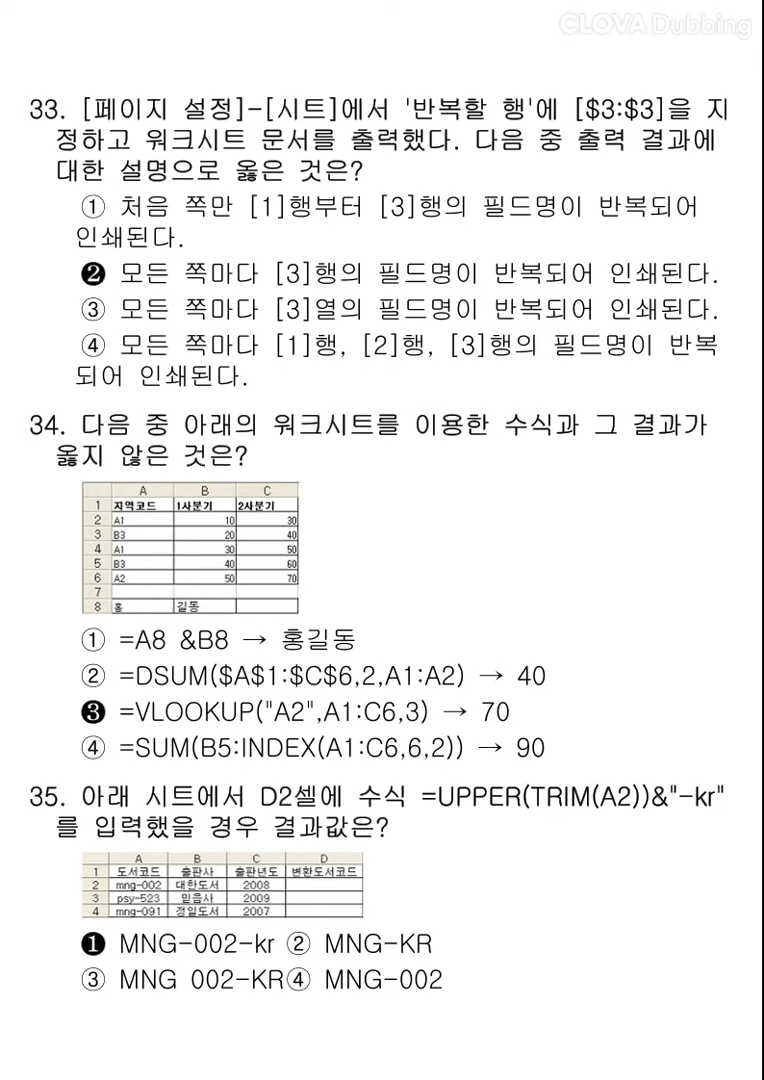 CLOVA Dubbing
33. [페이지 설정]-[시트]에서 '반복할 행'에 [$3:$3]을 지
정하고 워크시트 문서를 출력했다. 다음 중 출력 결과에
대한 설명으로 옳은 것은?
① 처음 쪽만 [1]행부터 [3]행의 필드명이 반복되어
인쇄된다.
❷ 모든 쪽마다 [3]행의 필드명이 반복되어 인쇄된다.
③ 모든 쪽마다 [3]열의 필드명이 반복되어 인쇄된다.
④ 모든 쪽마다 [1]행, [2]행, [3]행의 필드명이 반복
되어 인쇄된다.
34. 다음 중 아래의 워크시트를 이용한 수식과 그 결과가
옳지 않은 것은?
A B C
1 지역코드 1사분기 2사분기
2 A1 10 30
3 B3 20 40
4 A1 30 50
5 B3 40 60
6 A2 50 70
7
8 홍 길동
① =A8 &B8 → 홍길동
② =DSUM($A$1:$C$6,2,A1:A2) → 40
❸ =VLOOKUP("A2",A1:C6,3) → 70
④ =SUM(B5:INDEX(A1:C6,6,2)) → 90
35. 아래 시트에서 D2셀에 수식 =UPPER(TRIM(A2))&"-kr"
를 입력했을 경우 결과값은?
A B C D
1 도서코드 출판사 출판년도 변환도서코드
2 mng-002 대한도서 2008
3 psy-523 믿음사 2009
4 mng-091 정일도서 2007
❶ MNG-002-kr ② MNG-KR
③ MNG 002-KR④ MNG-002